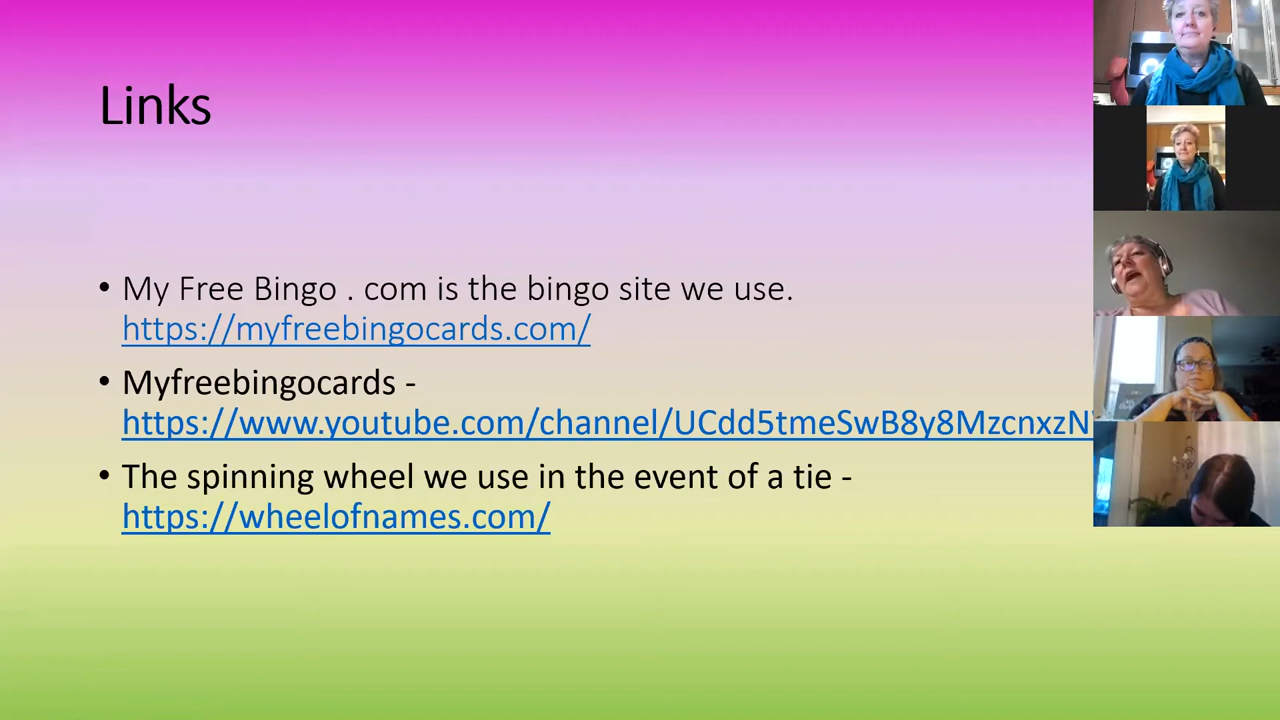 Links
• My Free Bingo . com is the bingo site we use.
https://myfreebingocards.com/
• Myfreebingocards -
https://www.youtube.com/channel/UCdd5tmeSwB8y8MzcnxzN
• The spinning wheel we use in the event of a tie -
https://wheelofnames.com/